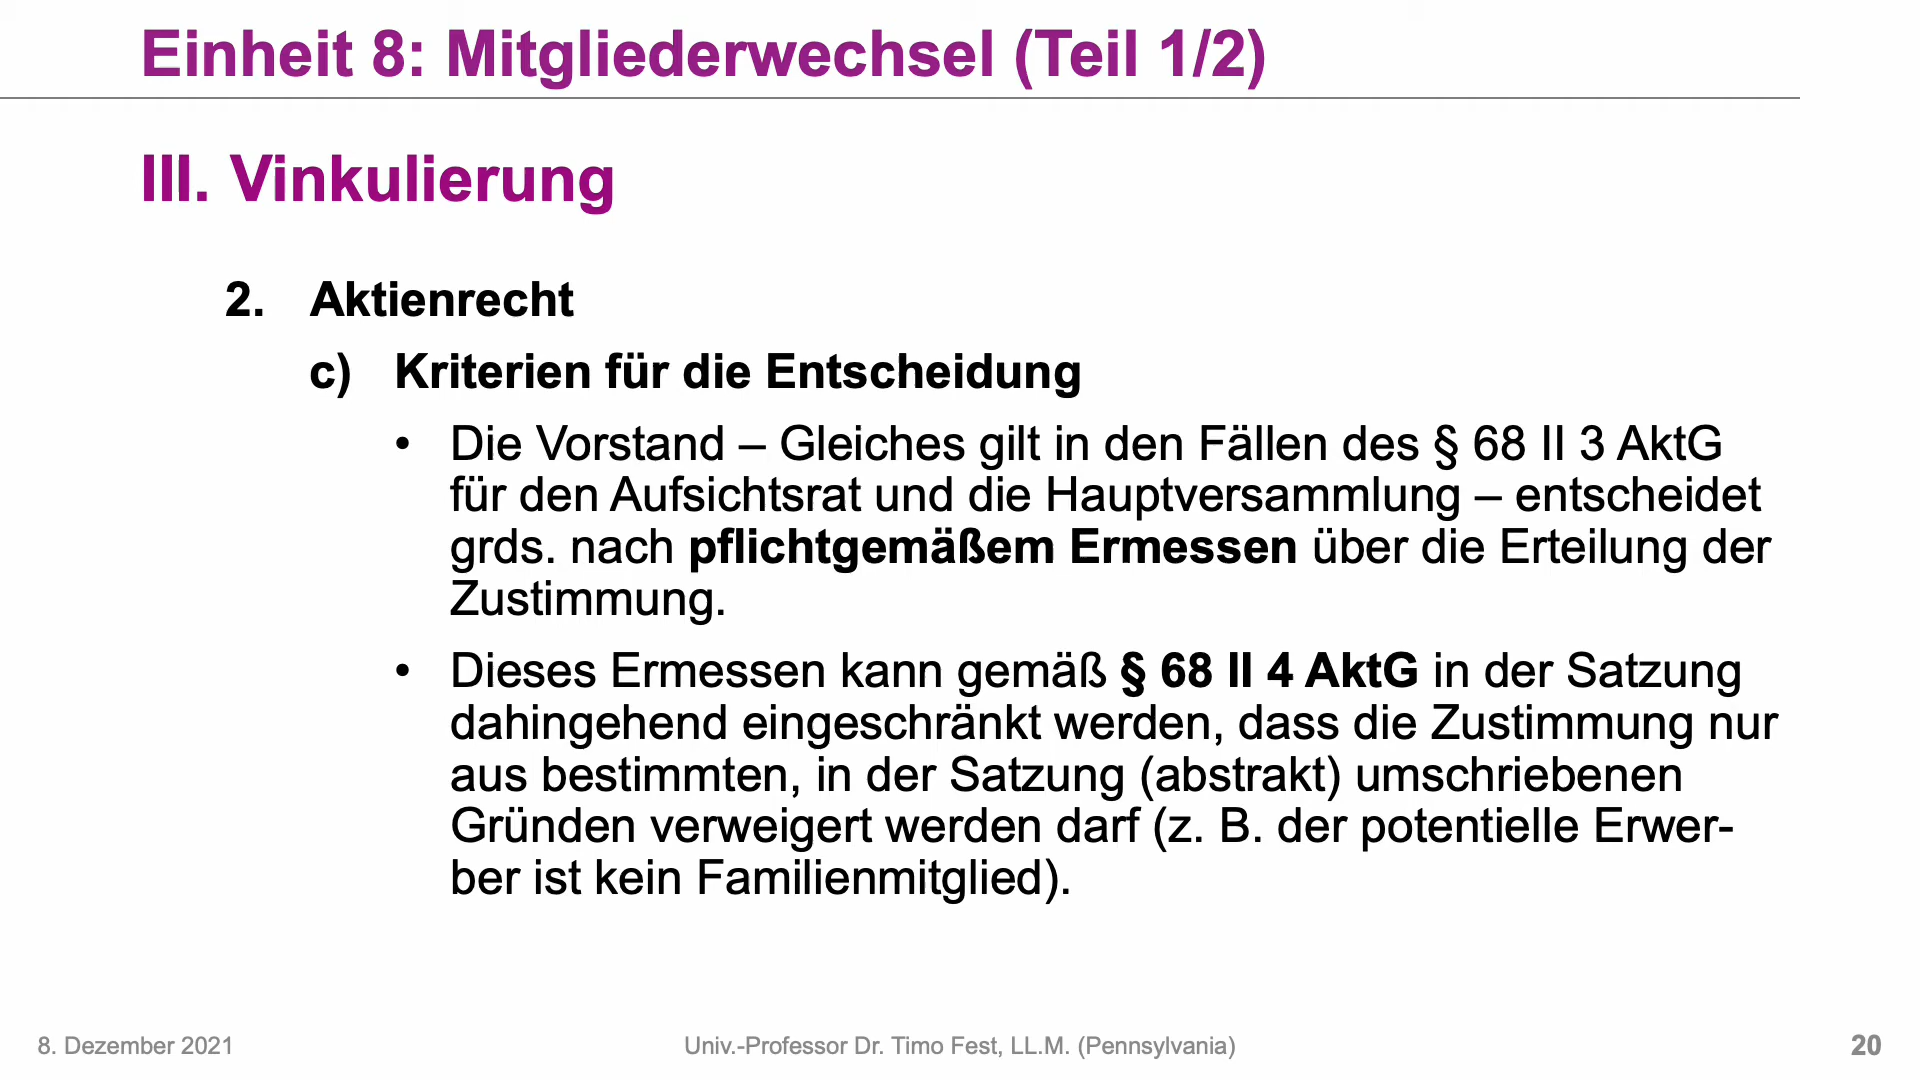 Einheit 8: Mitgliederwechsel (Teil 1/2)
III. Vinkulierung
2. Aktienrecht
c) Kriterien für die Entscheidung
• Die Vorstand – Gleiches gilt in den Fällen des § 68 II 3 AktG
für den Aufsichtsrat und die Hauptversammlung – entscheidet
grds. nach pflichtgemäßem Ermessen über die Erteilung der
Zustimmung.
• Dieses Ermessen kann gemäß § 68 II 4 AktG in der Satzung
dahingehend eingeschränkt werden, dass die Zustimmung nur
aus bestimmten, in der Satzung (abstrakt) umschriebenen
Gründen verweigert werden darf (z. B. der potentielle Erwer-
ber ist kein Familienmitglied).
8. Dezember 2021
Univ.-Professor Dr. Timo Fest, LL.M. (Pennsylvania)
20